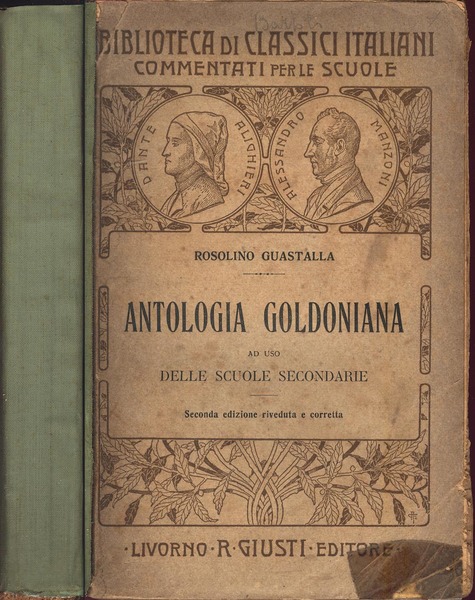 BIBLIOTECA DI CLASSICI ITALIANI
COMMENTATI PER LE SCUOLE
DANTE ALIGHIERI
ALESSANDRO MANZONI
ROSOLINO GUASTALLA
ANTOLOGIA GOLDONIANA
AD USO
DELLE SCUOLE SECONDARIE
Seconda edizione riveduta e corretta
· LIVORNO · R. GIUSTI · EDITORE ·